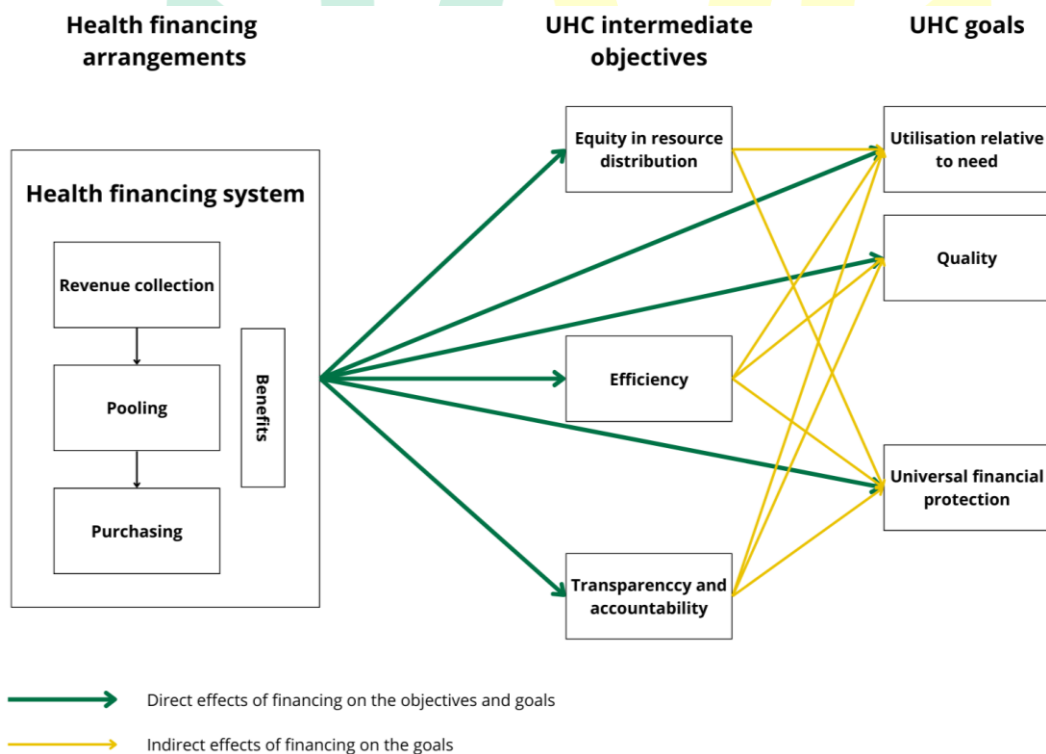 Health financing
arrangements
UHC intermediate
objectives
UHC goals
Health financing system
Revenue collection
Pooling
Purchasing
Benefits
Equity in resource
distribution
Efficiency
Transparenccy and
accountability
Utilisation relative
to need
Quality
Universal financial
protection
Direct effects of financing on the objectives and goals
Indirect effects of financing on the goals